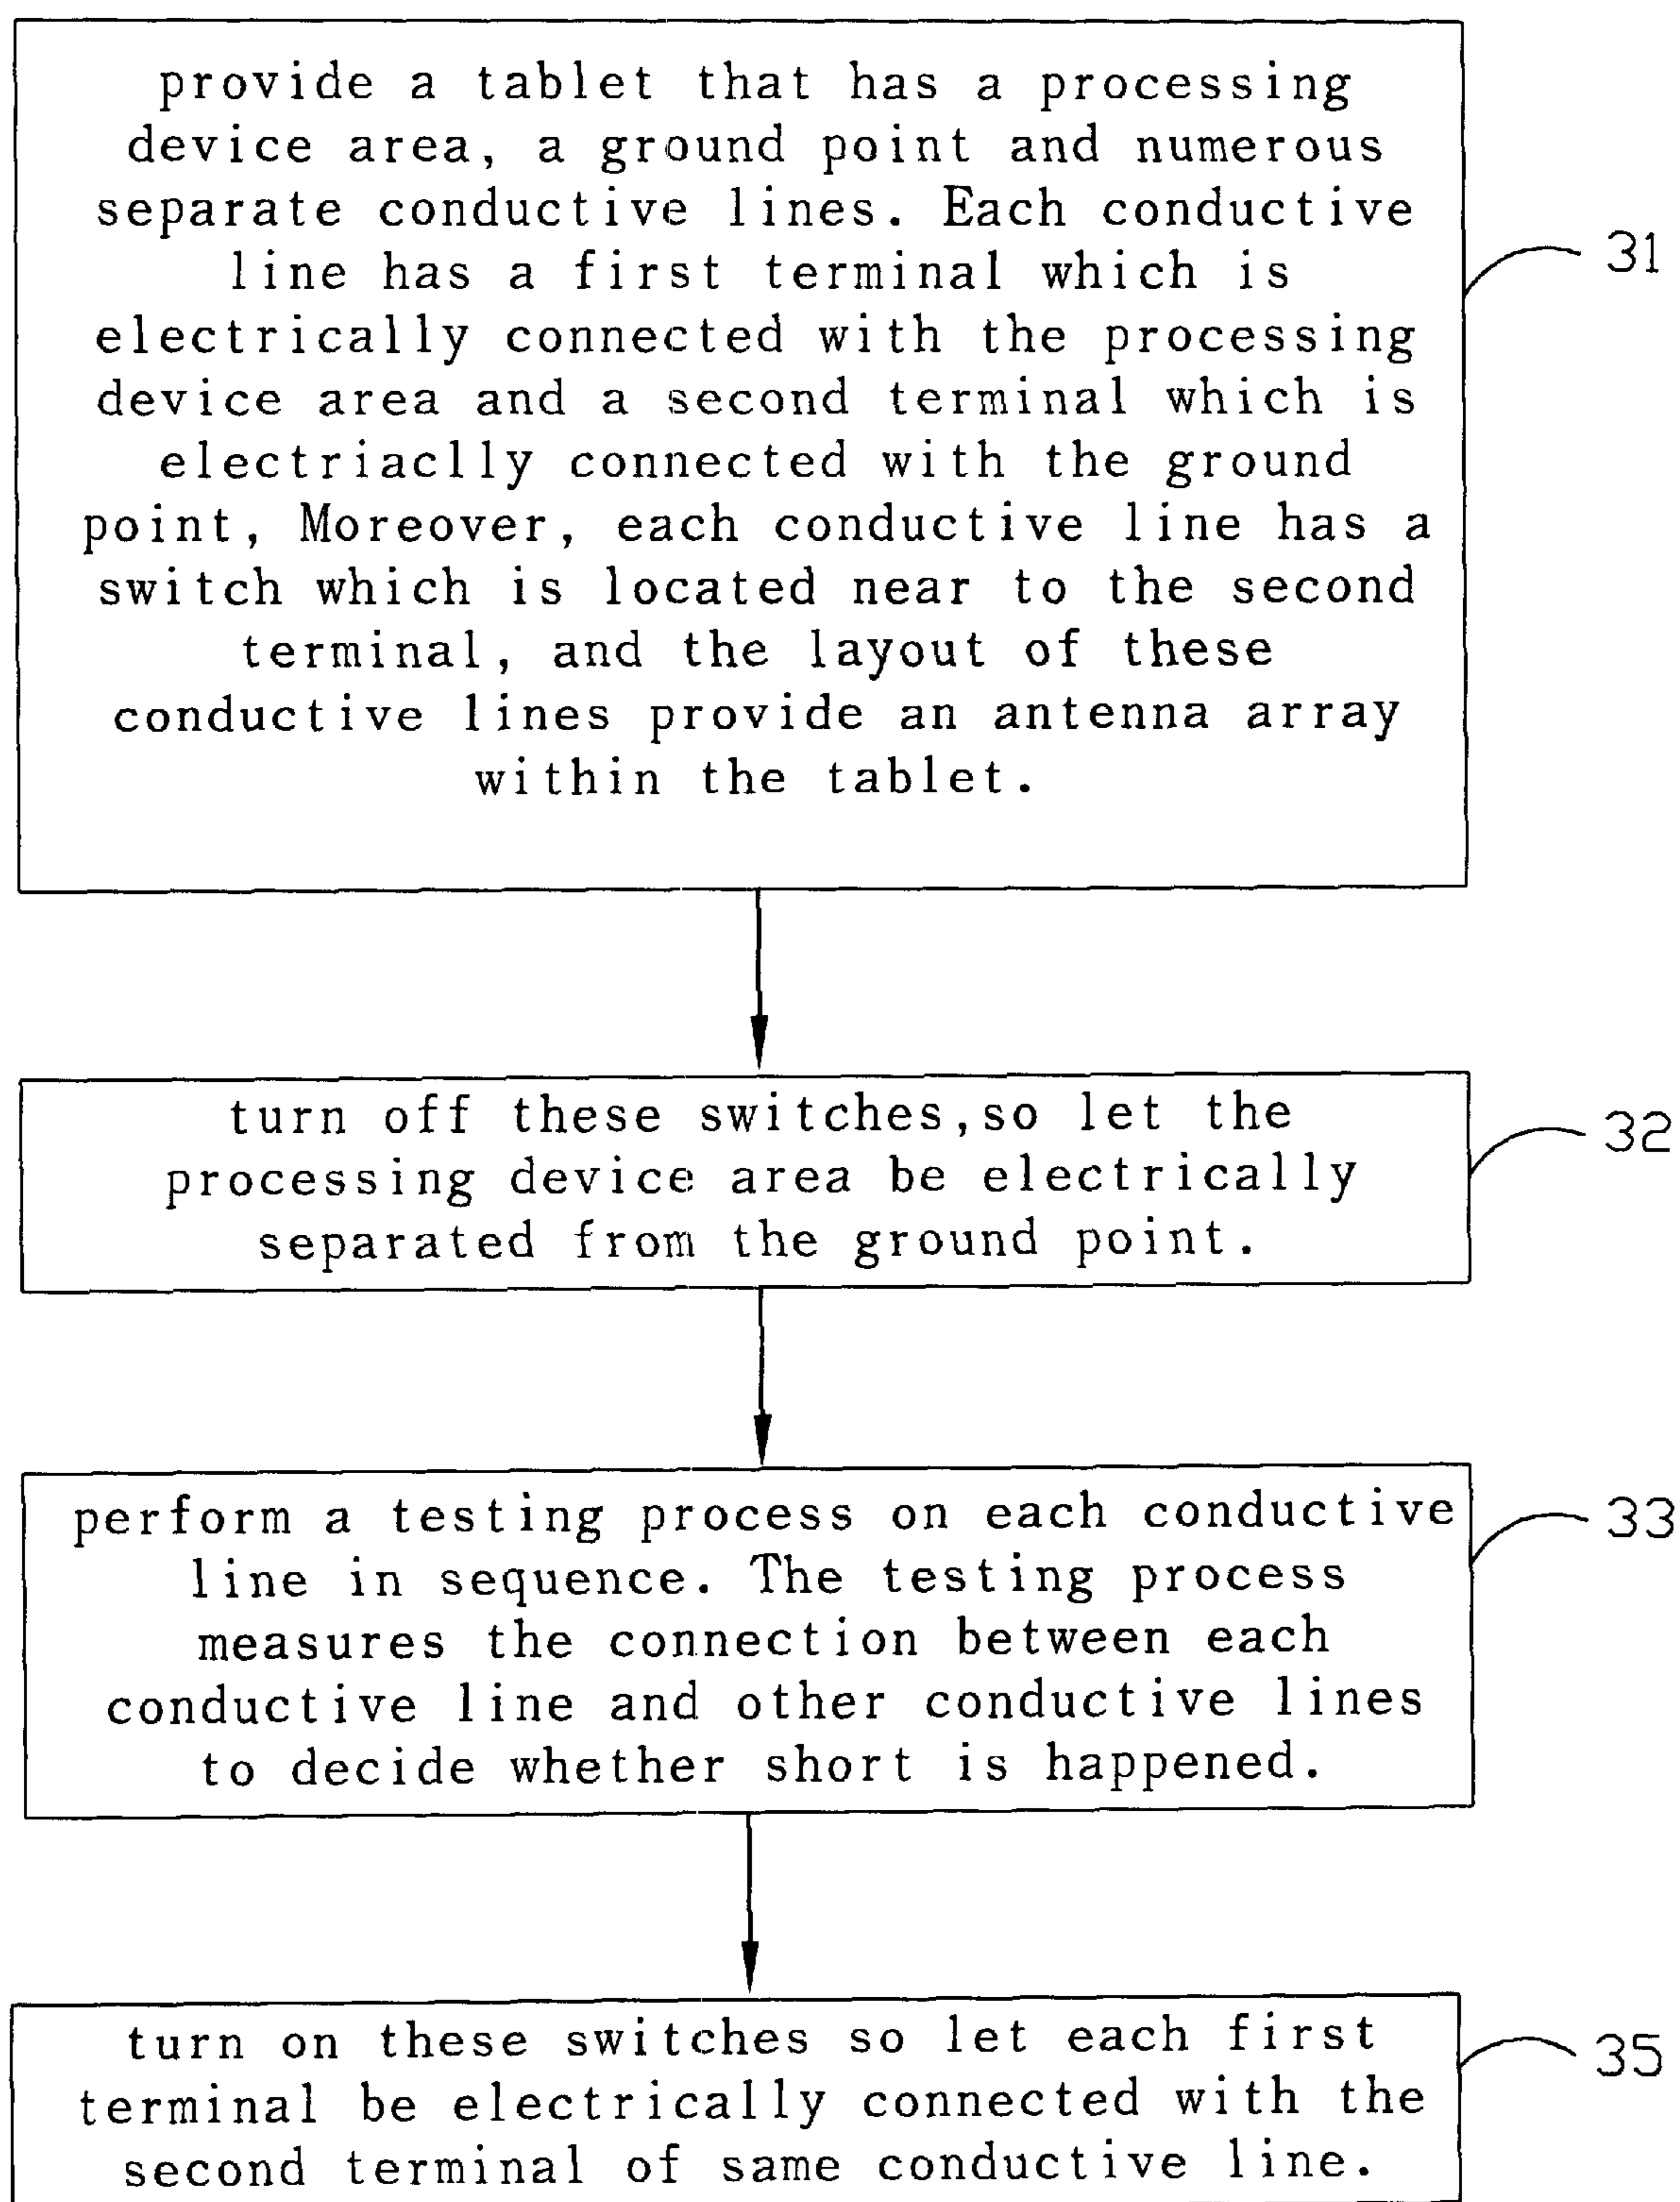 provide a tablet that has a processing
device area, a ground point and numerous
separate conductive lines. Each conductive
line has a first terminal which is
electrically connected with the processing
device area and a second terminal which is
electriaclly connected with the ground
point, Moreover, each conductive line has a
switch which is located near to the second
terminal, and the layout of these
conductive lines provide an antenna array
within the tablet.
31
turn off these switches,so let the
processing device area be electrically
separated from the ground point.
32
perform a testing process on each conductive
line in sequence. The testing process
measures the connection between each
conductive line and other conductive lines
to decide whether short is happened.
33
turn on these switches so let each first
terminal be electrically connected with the
second terminal of same conductive line.
35